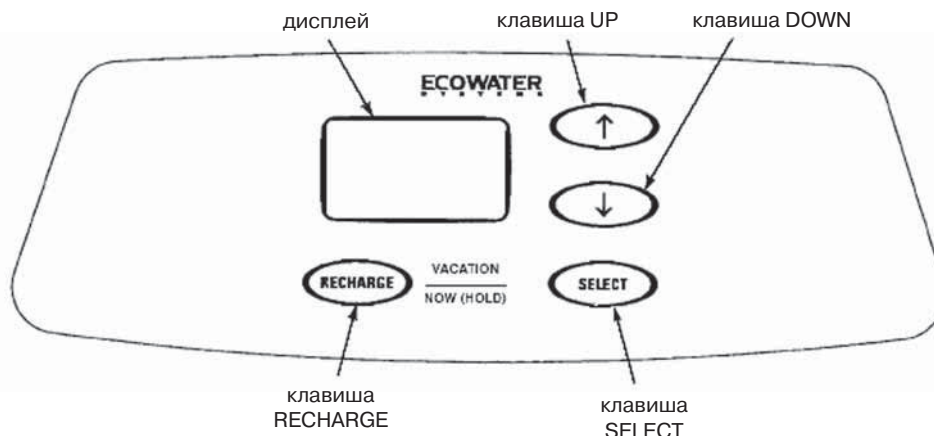 дисплей
клавиша UP
клавиша DOWN
ECOWATER
SYSTEMS
↑
↓
RECHARGE
VACATION
NOW (HOLD)
SELECT
клавиша
RECHARGE
клавиша
SELECT